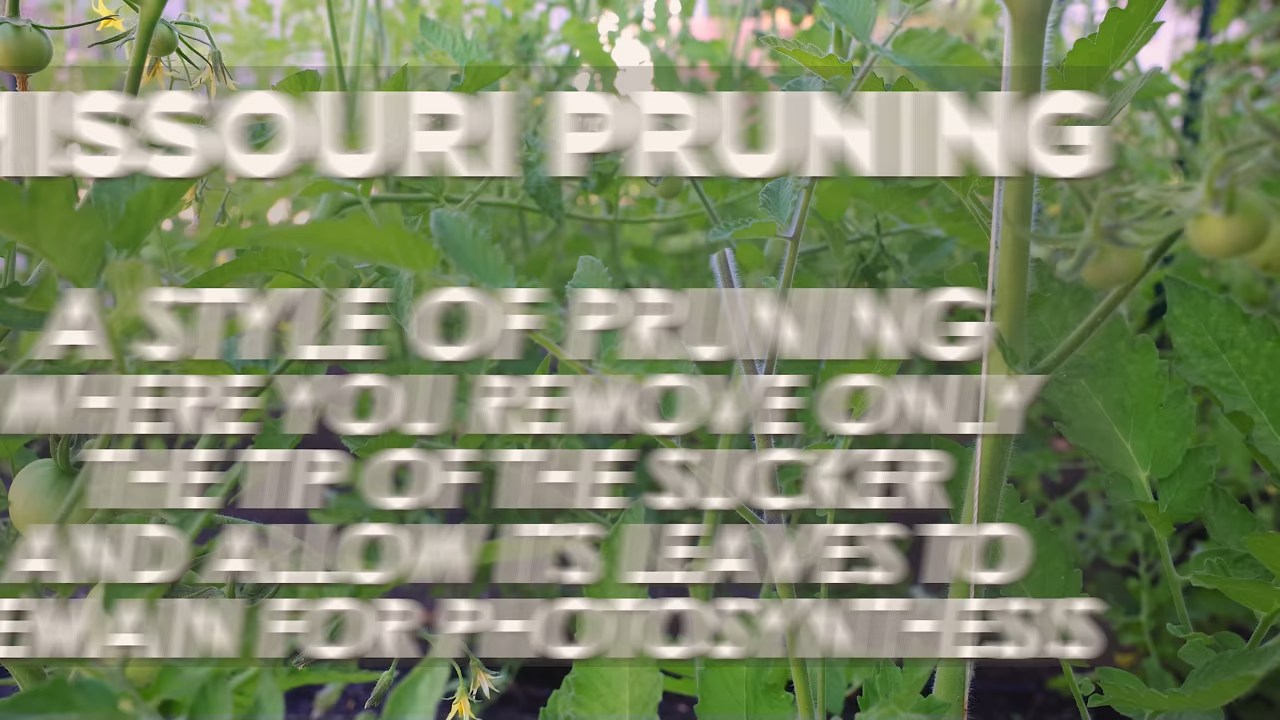 MISSOURI PRUNING
A STYLE OF PRUNING
WHERE YOU REMOVE ONLY
THE TIP OF THE SUCKER
AND ALLOW ITS LEAVES TO
REMAIN FOR PHOTOSYNTHESIS